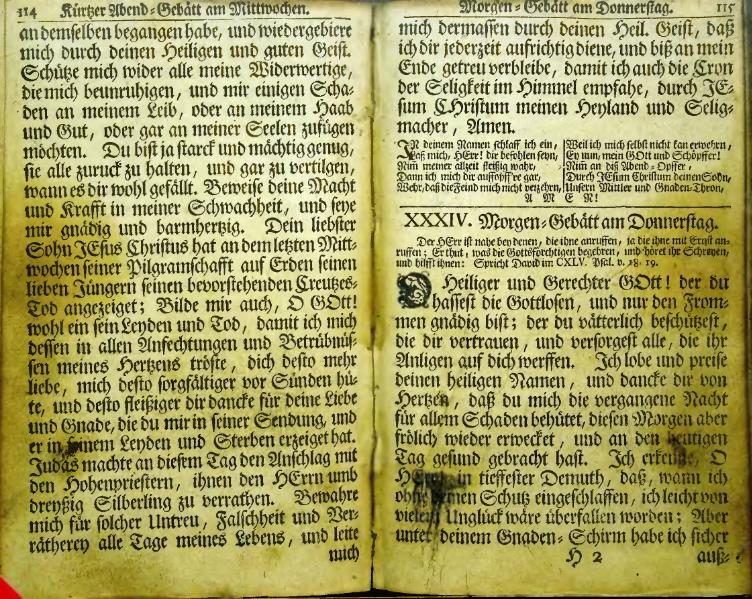 114 Kürtzer Abend-Gebätt am Mittwochen.
an demselben begangen habe, und wiedergebiere
mich durch deinen Heiligen und guten Geist.
Schütze mich wider alle meine Widerwertige,
die mich beunruhigen, und mir einigen Scha-
den an meinem Leib, oder an meinem Haab
und Gut, oder gar an meiner Seelen zufügen
möchten. Du bist ja starck und mächtig genug,
sie alle zuruck zu halten, und gar zu vertilgen,
wann es dir wohl gefällt. Beweise deine Macht
und Krafft in meiner Schwachheit, und seye
mir gnädig und barmhertzig. Dein liebster
Sohn JEsus Christus hat an dem letzten Mitt-
wochen seiner Pilgramschafft auf Erden seinen
lieben Jüngern seinen bevorstehenden Creutzes-
Tod angezeiget; Bilde mir auch, O GOtt!
wohl ein sein Leyden und Tod, damit ich mich
dessen in allen Anfechtungen und Betrübnüs-
sen meines Hertzens tröste, dich desto mehr
liebe, mich desto sorgfältiger vor Sünden hü-
te, und desto fleißiger dir dancke für deine Liebe
und Gnade, die du mir in seiner Sendung, und
er in seinem Leyden und Sterben erzeiget hat.
Judas machte an diesem Tag den Anschlag mit
den Hohenpriestern, ihnen den HErrn umb
dreyßig Silberling zu verrathen. Bewahre
mich für solcher Untreu, Falschheit und Ver-
rätherey alle Tage meines Lebens, und leite
mich
Morgen-Gebätt am Donnerstag. 115
mich dermassen durch deinen Heil. Geist, daß
ich dir jederzeit aufrichtig diene, und biß an mein
Ende getreu verbleibe, damit ich auch die Cron
der Seligkeit im Himmel empfahe, durch JE-
sum CHristum meinen Heyland und Selig-
macher, Amen.
IN deinem Namen schlaff ich ein,
Laß mich, HErr! dir befohlen seyn,
Nim meiner allzeit fleißig wahr,
Dann ich mich dir auffopffre gar,
Wehr, daß die Feind mich nicht verzehrn,
Weil ich mich selbst nicht kan erwehrn,
Ey nun, mein GOtt und Schöpffer!
Nim an diß Abend-Opffer,
Durch JEsum Christum deinen Sohn,
Unsern Mittler und Gnaden-Thron,
A M E N!
XXXIV. Morgen-Gebätt am Donnerstag.
Der HErr ist nahe bey denen, die ihne anruffen, ja die ihne mit Ernst an-
ruffen; Er thut, was die Gottsförchtigen begehren, und höret ihr Schreyen,
und hilfft ihnen: Spricht David im CXLV. Psal. v. 18. 19.
O Heiliger und Gerechter GOtt! der du
hassest die Gottlosen, und nur den From-
men gnädig bist; der du vätterlich beschützest,
die dir vertrauen, und versorgest alle, die ihr
Anligen auf dich werffen. Ich lobe und preise
deinen heiligen Namen, und dancke dir von
Hertzen, daß du mich die vergangene Nacht
für allem Schaden behütet, diesen Morgen aber
frölich wieder erwecket, und an den heutigen
Tag gesund gebracht hast. Ich erkenne, O
HErr! in tieffester Demuth, daß, wann ich
ohne deinen Schutz eingeschlaffen, ich leicht von
vielem Unglück wäre überfallen worden; Aber
unter deinem Gnaden-Schirm habe ich sicher
H 2 auß-